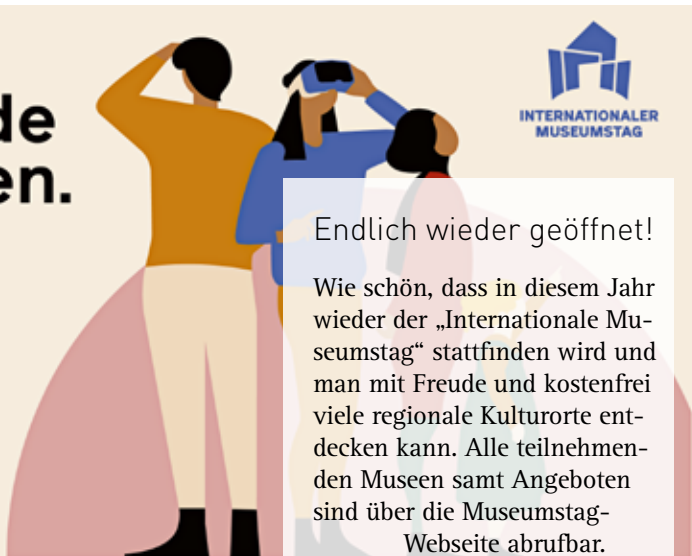 de
en.
INTERNATIONALER
MUSEUMSTAG
Endlich wieder geöffnet!
Wie schön, dass in diesem Jahr
wieder der „Internationale Mu-
seumstag“ stattfinden wird und
man mit Freude und kostenfrei
viele regionale Kulturorte ent-
decken kann. Alle teilnehmen-
den Museen samt Angeboten
sind über die Museumstag-
Webseite abrufbar.